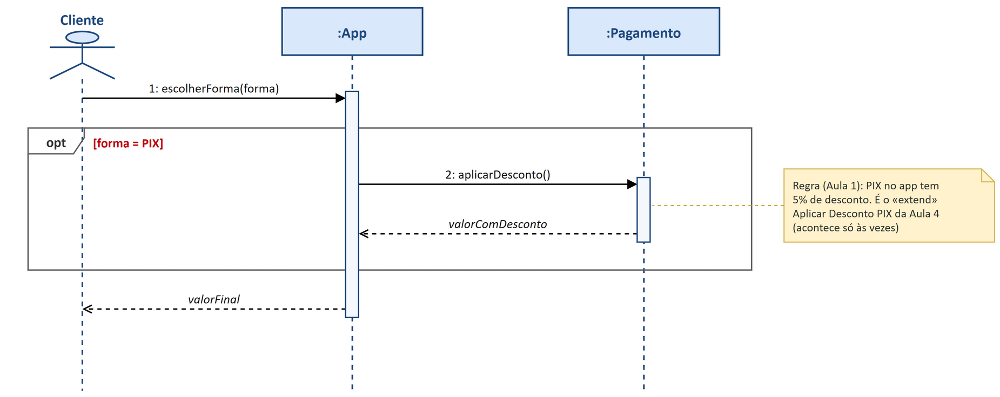 Cliente
:App
:Pagamento
1: escolherForma(forma)
opt
[forma = PIX]
2: aplicarDesconto()
Regra (Aula 1): PIX no app tem
5% de desconto. É o «extend»
Aplicar Desconto PIX da Aula 4
(acontece só às vezes)
valorComDesconto
valorFinal